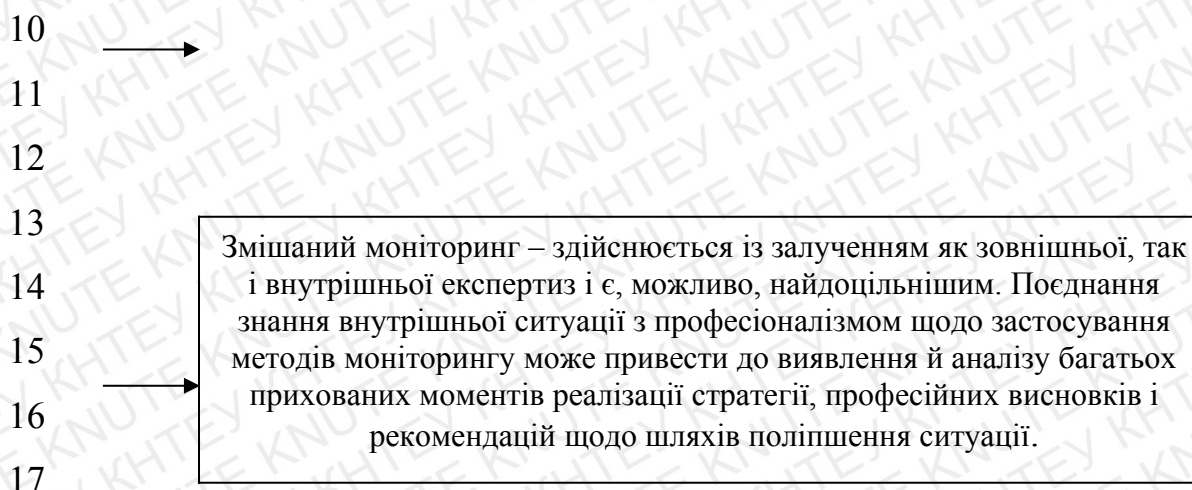 10
11
12
13
Змішаний моніторинг – здійснюється із залученням як зовнішньої, так
14
і внутрішньої експертиз і є, можливо, найдоцільнішим. Поєднання
знання внутрішньої ситуації з професіоналізмом щодо застосування
15
методів моніторингу може привести до виявлення й аналізу багатьох
прихованих моментів реалізації стратегії, професійних висновків і
16
рекомендацій щодо шляхів поліпшення ситуації.
17